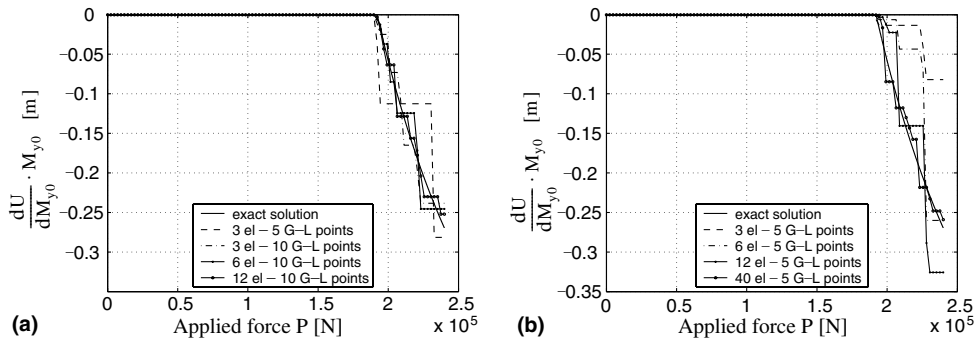 0
−0.05
−0.1
−0.15
−0.2
−0.25
−0.3
dU
dM_y0 · M_y0 [m]
exact solution
3 el − 5 G−L points
3 el − 10 G−L points
6 el − 10 G−L points
12 el − 10 G−L points
0 0.5 1 1.5 2 2.5
x 10^5
Applied force P [N]
(a)
0
−0.05
−0.1
−0.15
−0.2
−0.25
−0.3
−0.35
dU
dM_y0 · M_y0 [m]
exact solution
3 el − 5 G−L points
6 el − 5 G−L points
12 el − 5 G−L points
40 el − 5 G−L points
0 0.5 1 1.5 2 2.5
x 10^5
Applied force P [N]
(b)